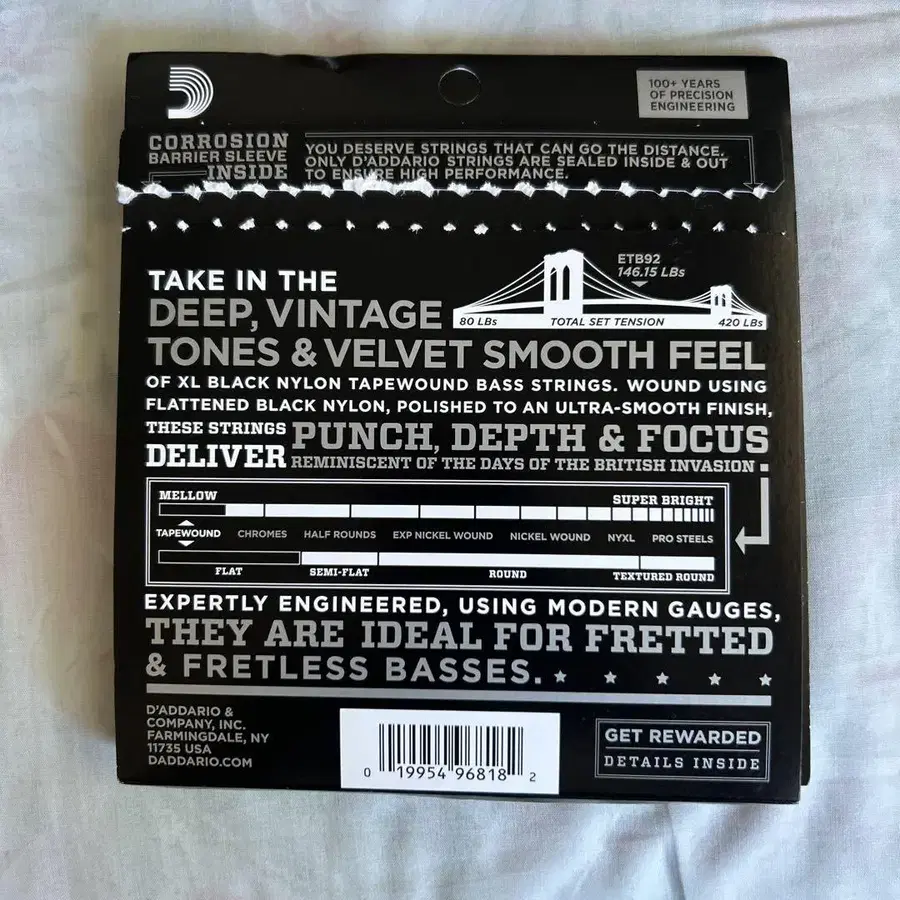 100+ YEARS
OF PRECISION
ENGINEERING
CORROSION
BARRIER SLEEVE
INSIDE
YOU DESERVE STRINGS THAT CAN GO THE DISTANCE.
ONLY D'ADDARIO STRINGS ARE SEALED INSIDE & OUT
TO ENSURE HIGH PERFORMANCE.
ETB92
146.15 LBs
80 LBs TOTAL SET TENSION 420 LBs
TAKE IN THE
DEEP, VINTAGE
TONES & VELVET SMOOTH FEEL
OF XL BLACK NYLON TAPEWOUND BASS STRINGS. WOUND USING
FLATTENED BLACK NYLON, POLISHED TO AN ULTRA-SMOOTH FINISH,
THESE STRINGS
DELIVER
PUNCH, DEPTH & FOCUS
REMINISCENT OF THE DAYS OF THE BRITISH INVASION
MELLOW SUPER BRIGHT
TAPEWOUND CHROMES HALF ROUNDS EXP NICKEL WOUND NICKEL WOUND NYXL PRO STEELS
FLAT SEMI-FLAT ROUND TEXTURED ROUND
EXPERTLY ENGINEERED, USING MODERN GAUGES,
THEY ARE IDEAL FOR FRETTED
& FRETLESS BASSES.
D'ADDARIO &
COMPANY, INC.
FARMINGDALE, NY
11735 USA
DADDARIO.COM
0 19954 96818 2
GET REWARDED
DETAILS INSIDE